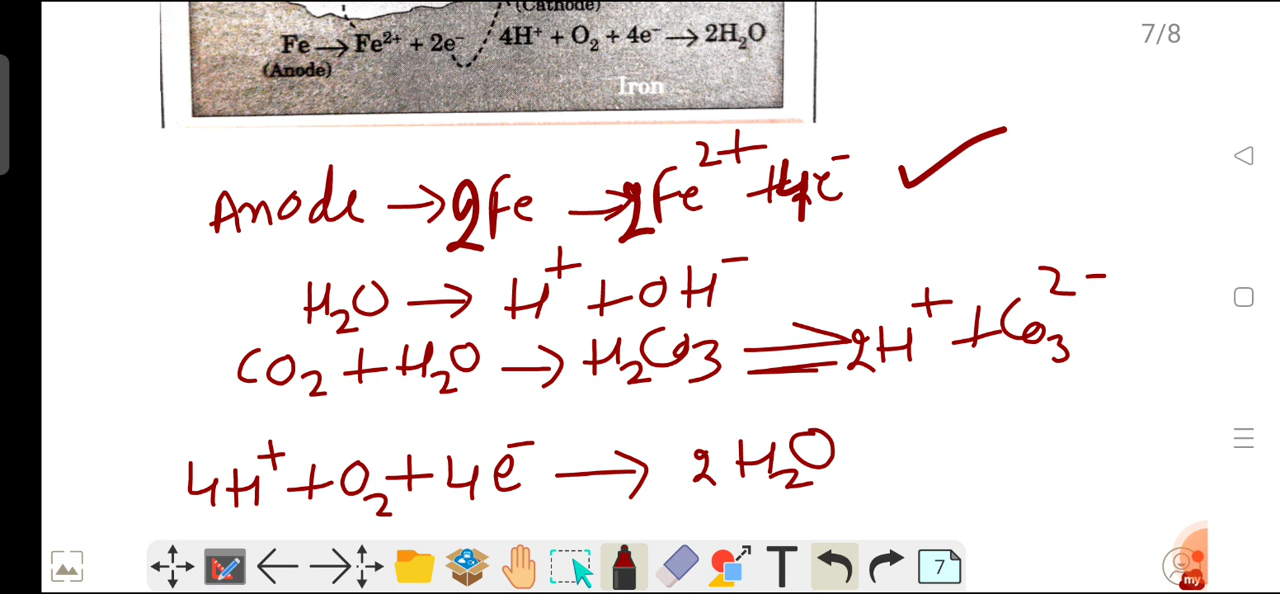 (Cathode)
7/8
Fe → Fe²⁺ + 2e⁻ 4H⁺ + O₂ + 4e⁻ → 2H₂O
(Anode)
Iron
Anode → 2Fe → 2Fe²⁺ + 4e⁻
H₂O → H⁺ + OH⁻
CO₂ + H₂O → H₂CO₃ ⇌ 2H⁺ + CO₃²⁻
4H⁺ + O₂ + 4e⁻ → 2H₂O
T
7
my